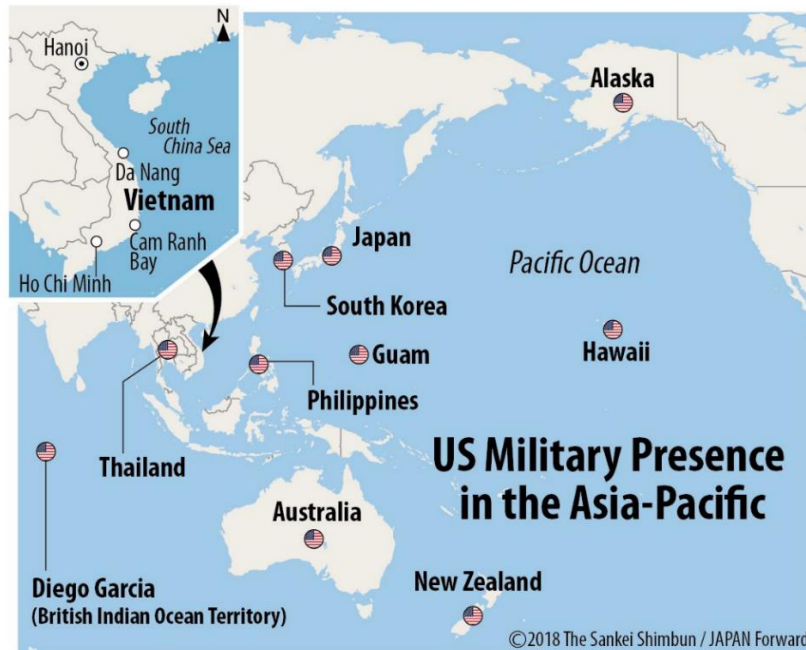 N
Hanoi
South
China Sea
Da Nang
Vietnam
Cam Ranh
Bay
Ho Chi Minh
Alaska
Japan
Pacific Ocean
South Korea
Hawaii
Guam
Philippines
Thailand
US Military Presence
in the Asia-Pacific
Australia
Diego Garcia
(British Indian Ocean Territory)
New Zealand
©2018 The Sankei Shimbun / JAPAN Forward